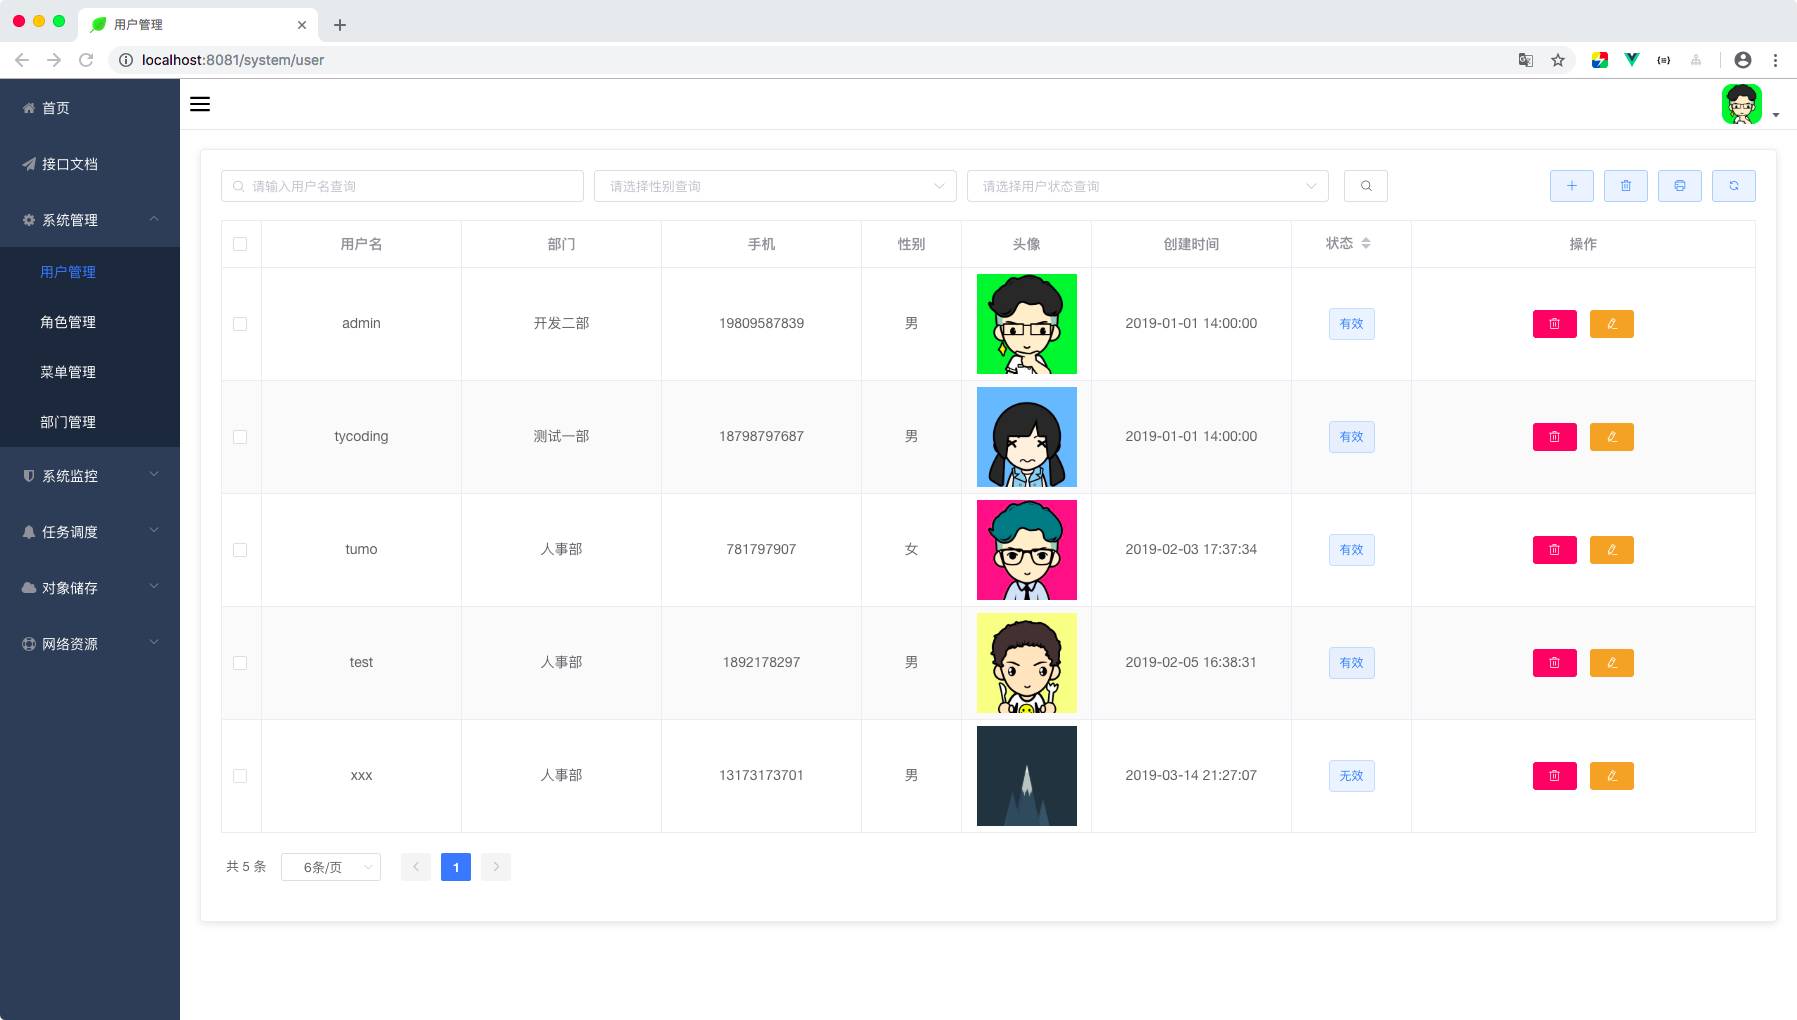 用户管理
localhost:8081/system/user
首页
接口文档
系统管理
用户管理
角色管理
菜单管理
部门管理
系统监控
任务调度
对象储存
网络资源
请输入用户名查询 请选择性别查询 请选择用户状态查询
用户名 部门 手机 性别 头像 创建时间 状态 操作
admin 开发二部 19809587839 男 2019-01-01 14:00:00 有效
tycoding 测试一部 18798797687 男 2019-01-01 14:00:00 有效
tumo 人事部 781797907 女 2019-02-03 17:37:34 有效
test 人事部 1892178297 男 2019-02-05 16:38:31 有效
xxx 人事部 13173173701 男 2019-03-14 21:27:07 无效
共 5 条 6条/页 1